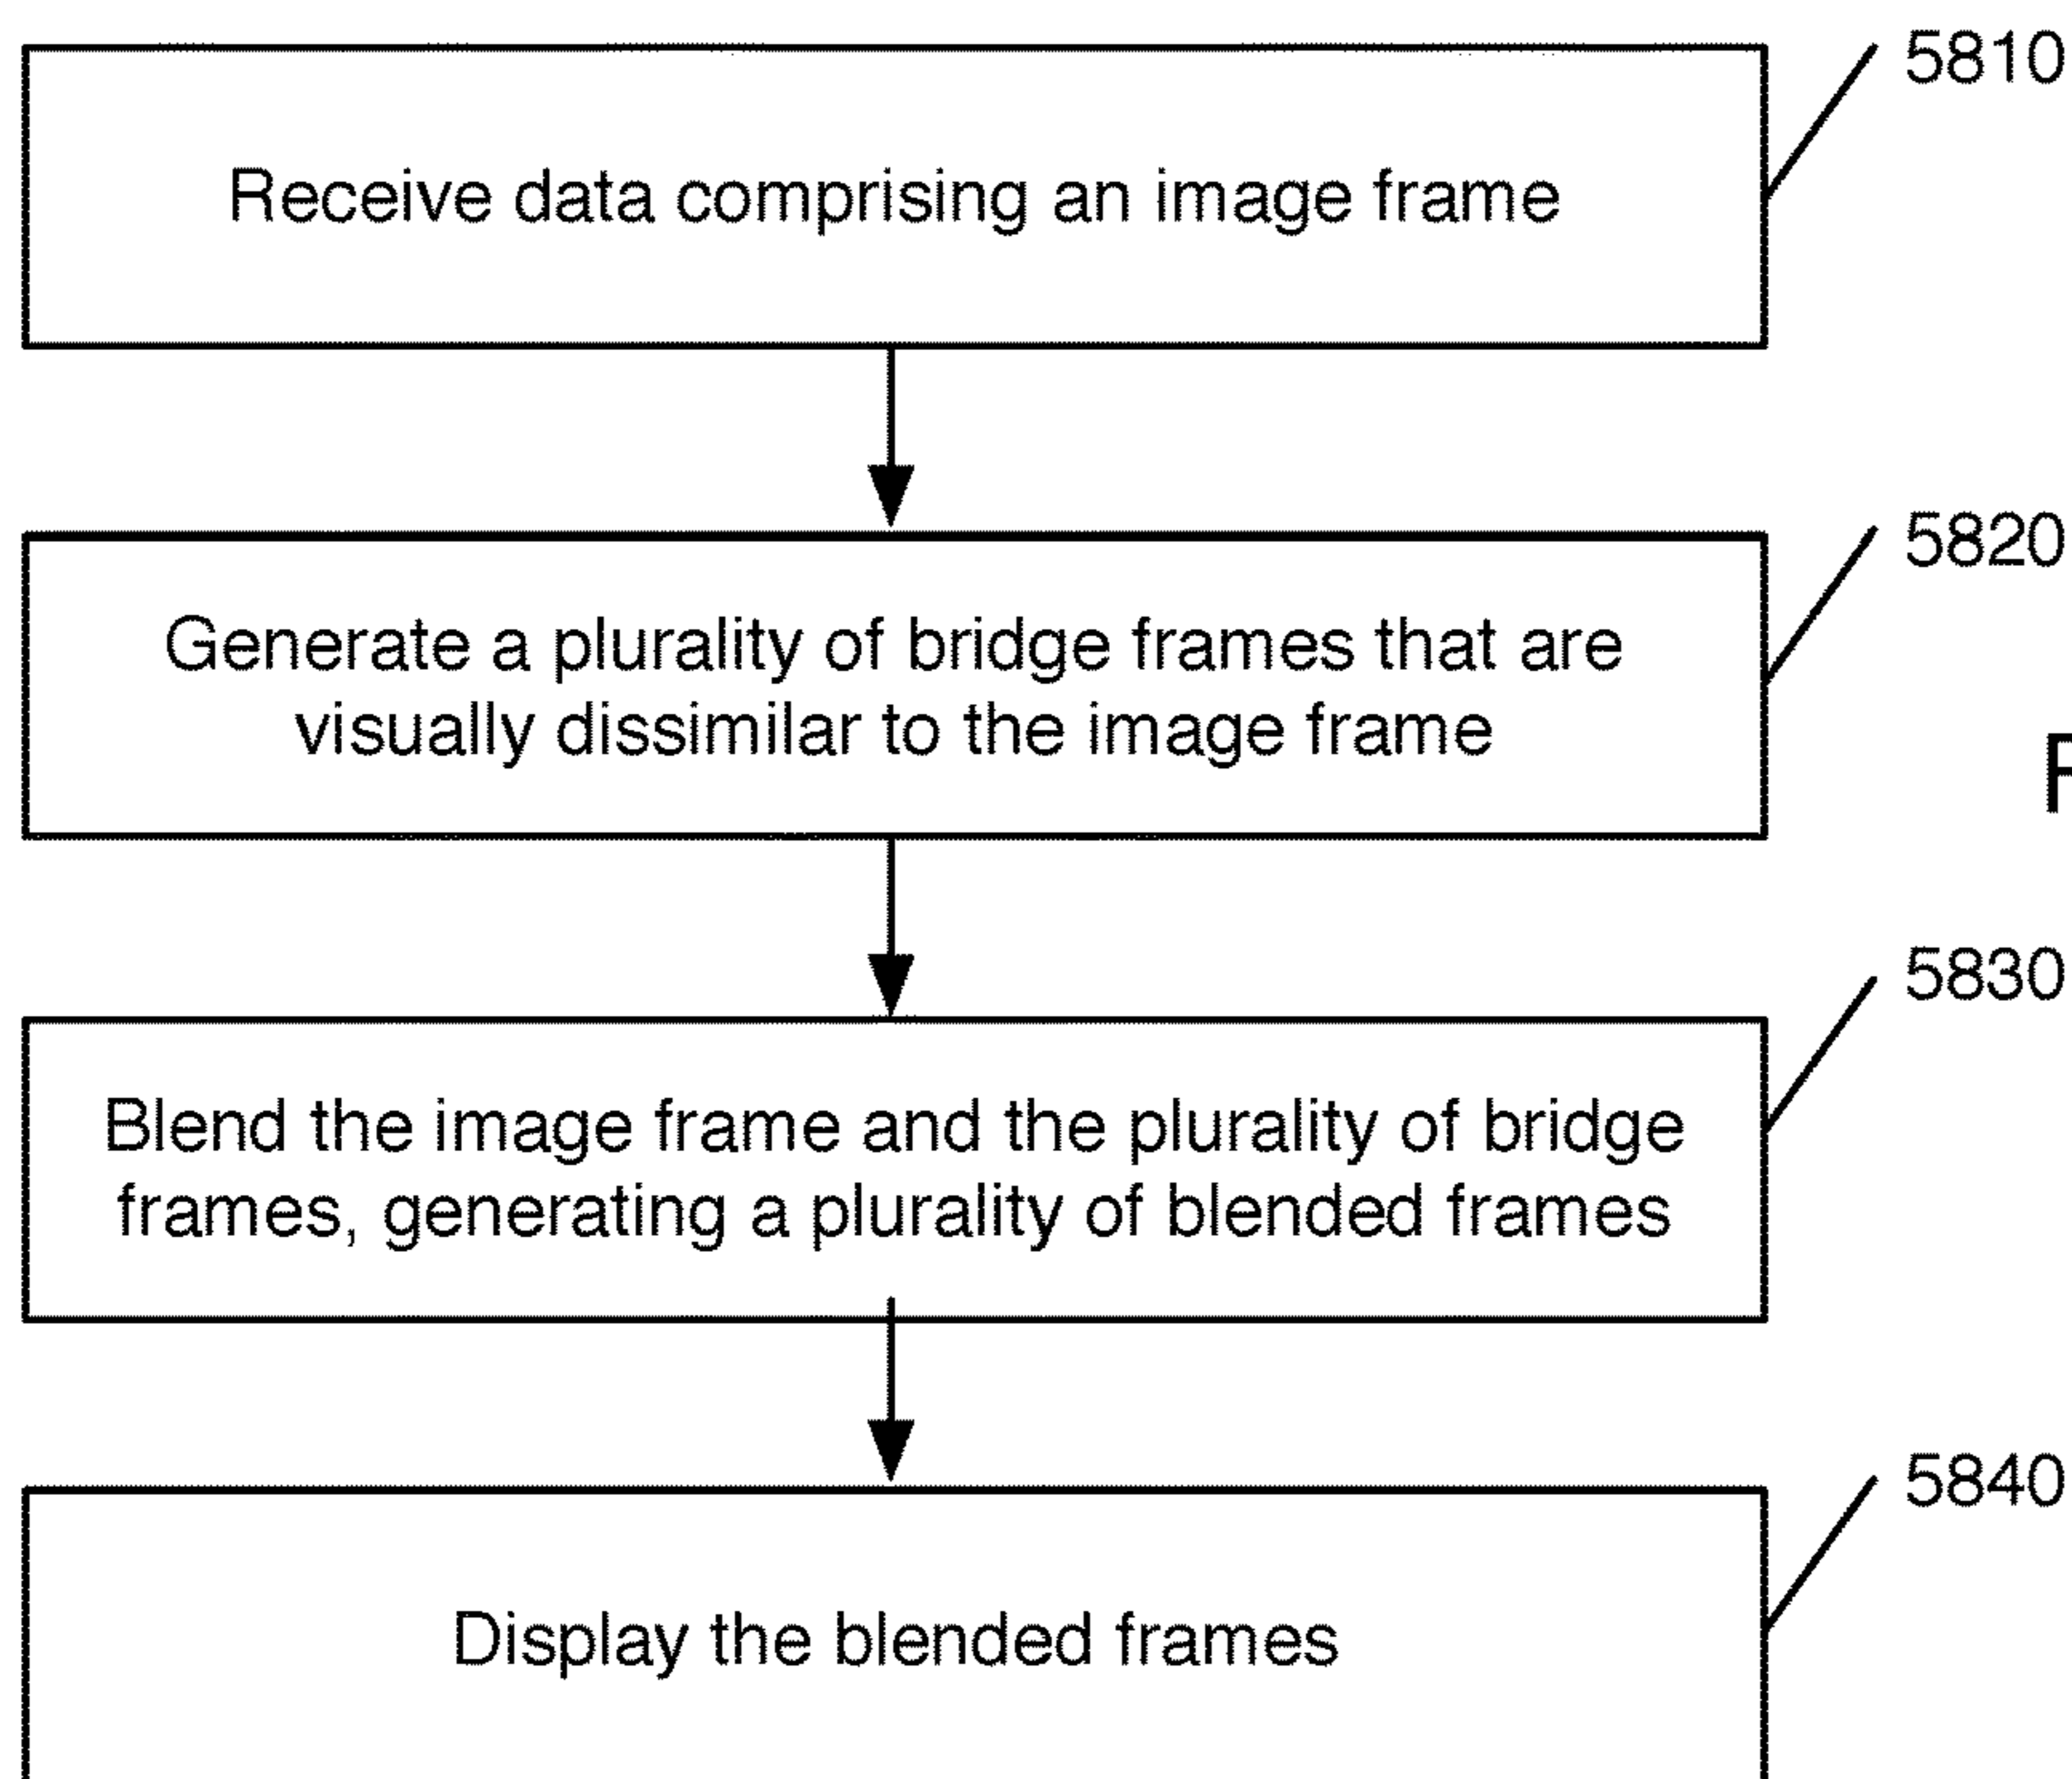 5810
Receive data comprising an image frame
5820
Generate a plurality of bridge frames that are
visually dissimilar to the image frame
5830
Blend the image frame and the plurality of bridge
frames, generating a plurality of blended frames
5840
Display the blended frames